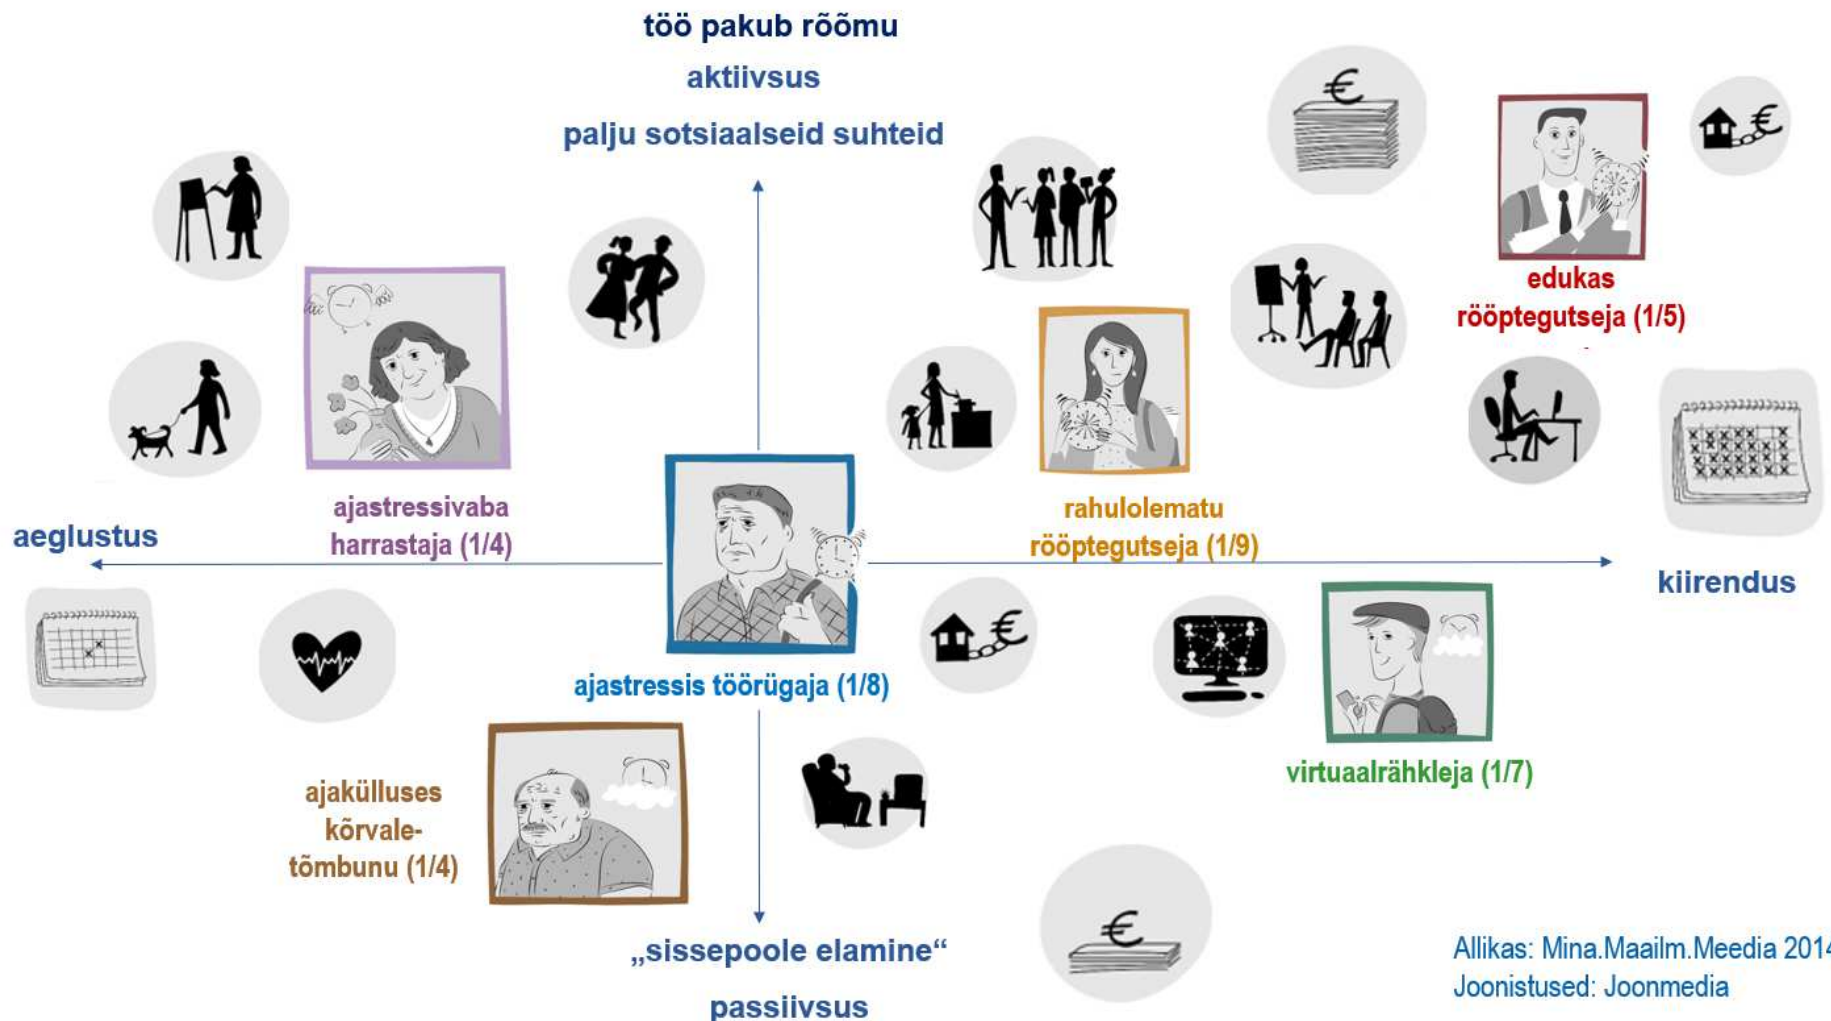 töö pakub rõõmu
aktiivsus
palju sotsiaalseid suhteid
€
€
edukas
rööptegutseja (1/5)
ajastressivaba
harrastaja (1/4)
rahulolematu
rööptegutseja (1/9)
aeglustus
kiirendus
€
ajastressis töörügaja (1/8)
virtuaalrähkleja (1/7)
ajakülluses
kõrvale-
tõmbunu (1/4)
€
„sissepoole elamine“
passiivsus
Allikas: Mina.Maailm.Meedia 2014
Joonistused: Joonmedia